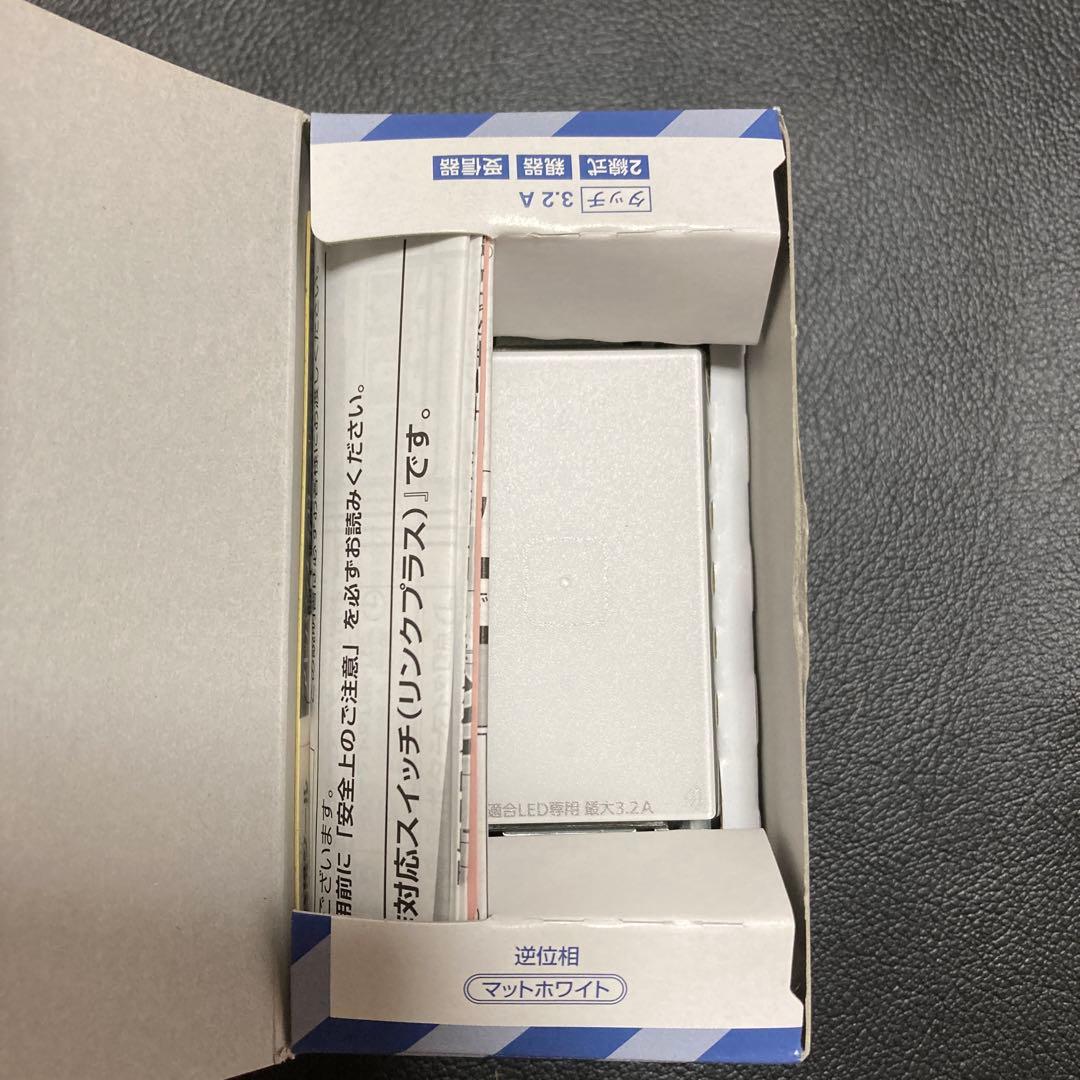 タッチ 3.2A
2線式 親器 受信器
ございます。
用前に「安全上のご注意」を必ずお読みください。
対応スイッチ(リンクプラス)』です。
適合LED専用 最大3.2A
逆位相
マットホワイト